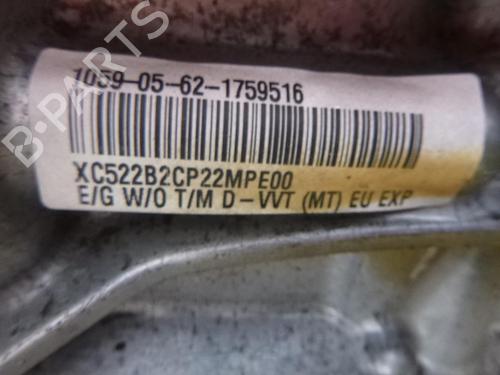 B-PARTS
1059-05-62-1759516
XC522B2CP22MPE00
E/G W/O T/M D-VVT (MT) EU EXP